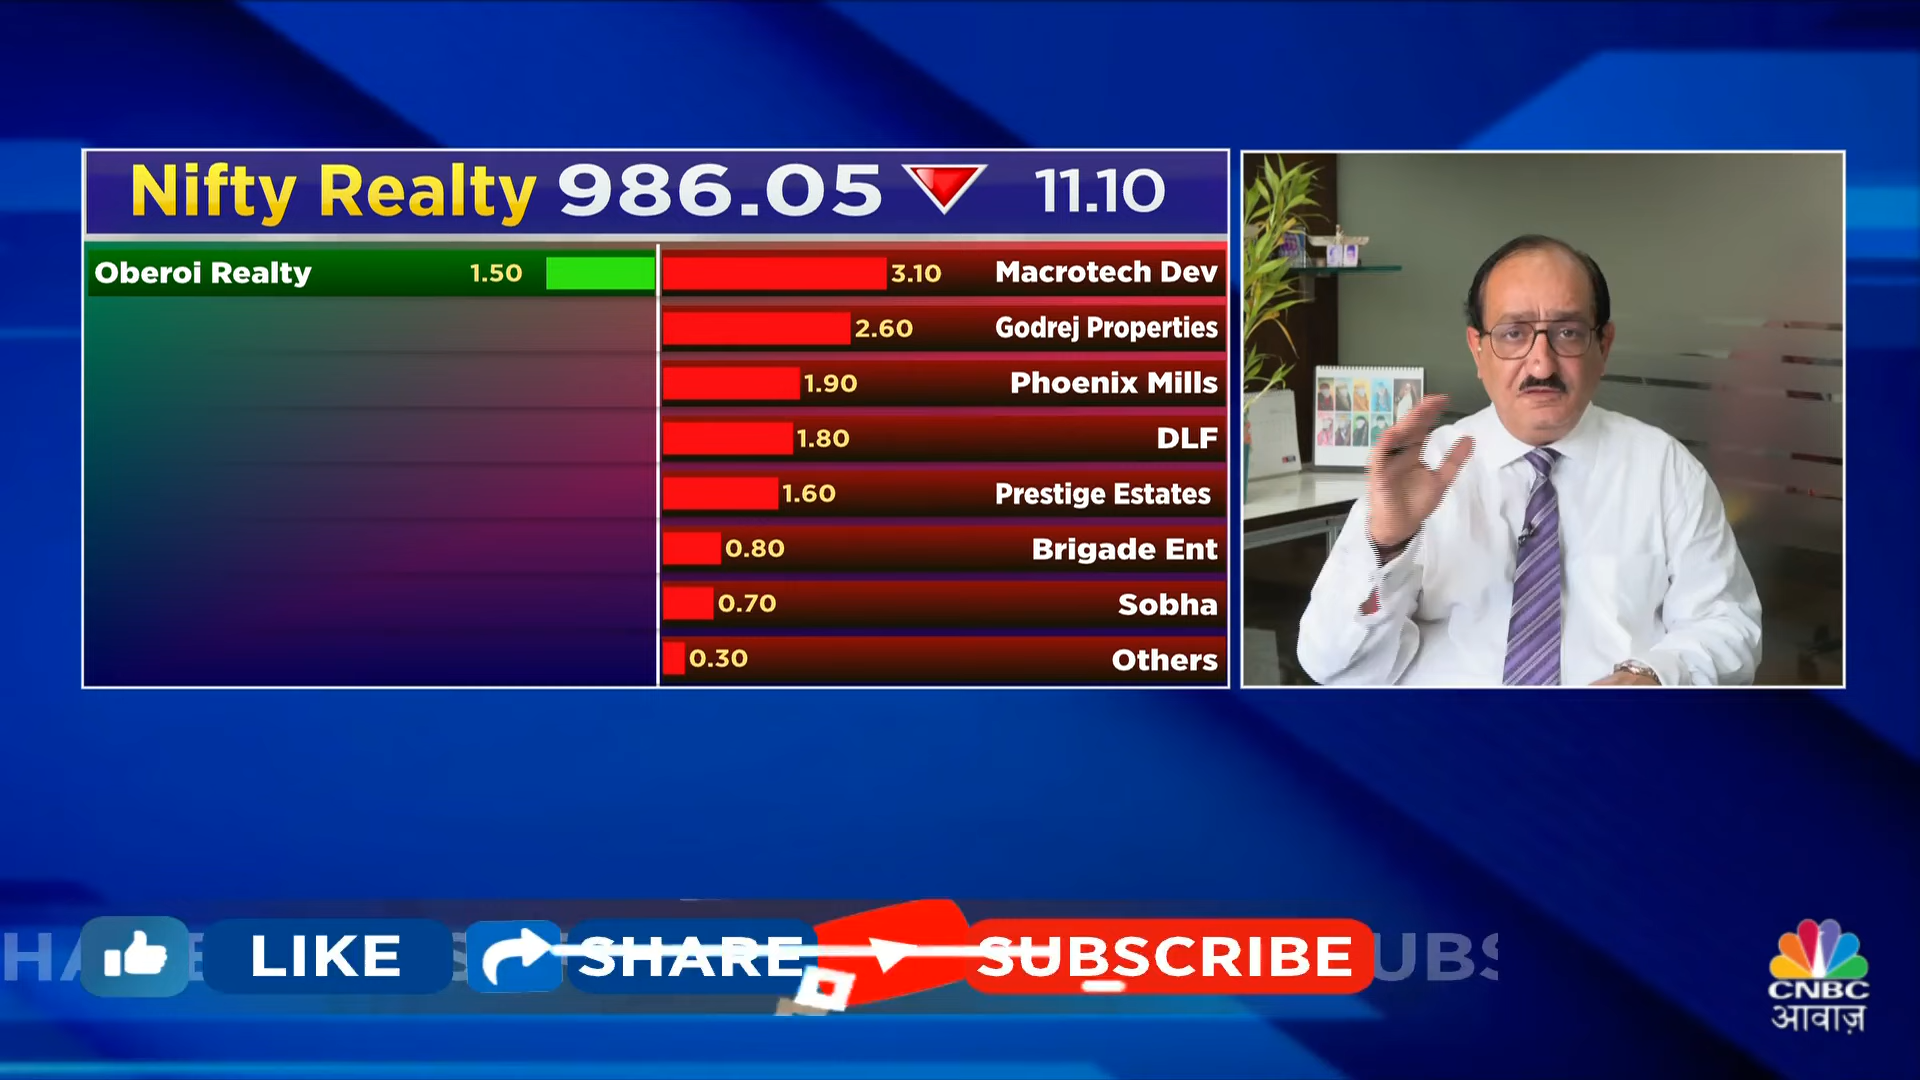 Nifty Realty 986.05 11.10
Oberoi Realty 1.50
3.10 Macrotech Dev
2.60 Godrej Properties
1.90 Phoenix Mills
1.80 DLF
1.60 Prestige Estates
0.80 Brigade Ent
0.70 Sobha
0.30 Others
LIKE SHARE SUBSCRIBE
CNBC
आवाज़